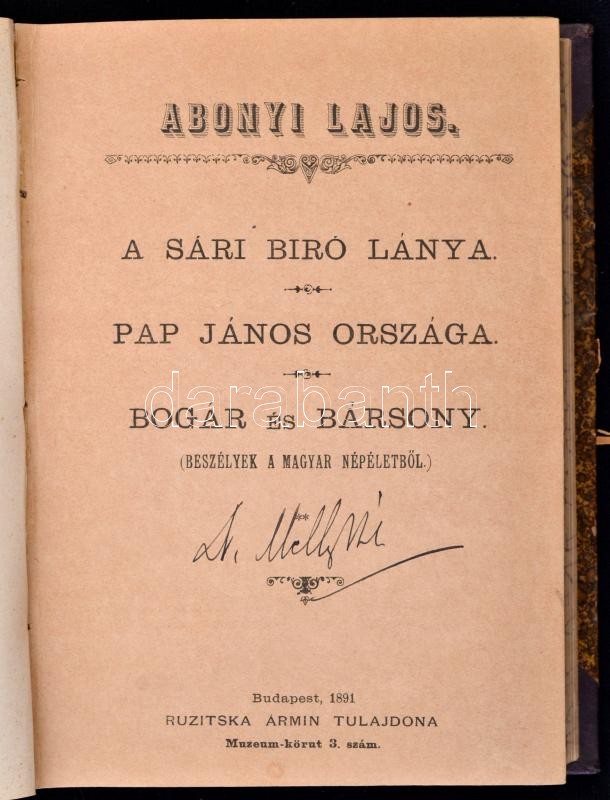 ABONYI LAJOS.
A SÁRI BIRÓ LÁNYA.
PAP JÁNOS ORSZÁGA.
darabanth
BOGÁR ÉS BÁRSONY.
(BESZÉLYEK A MAGYAR NÉPÉLETBŐL.)
Budapest, 1891
RUZITSKA ÁRMIN TULAJDONA
Muzeum-körut 3. szám.